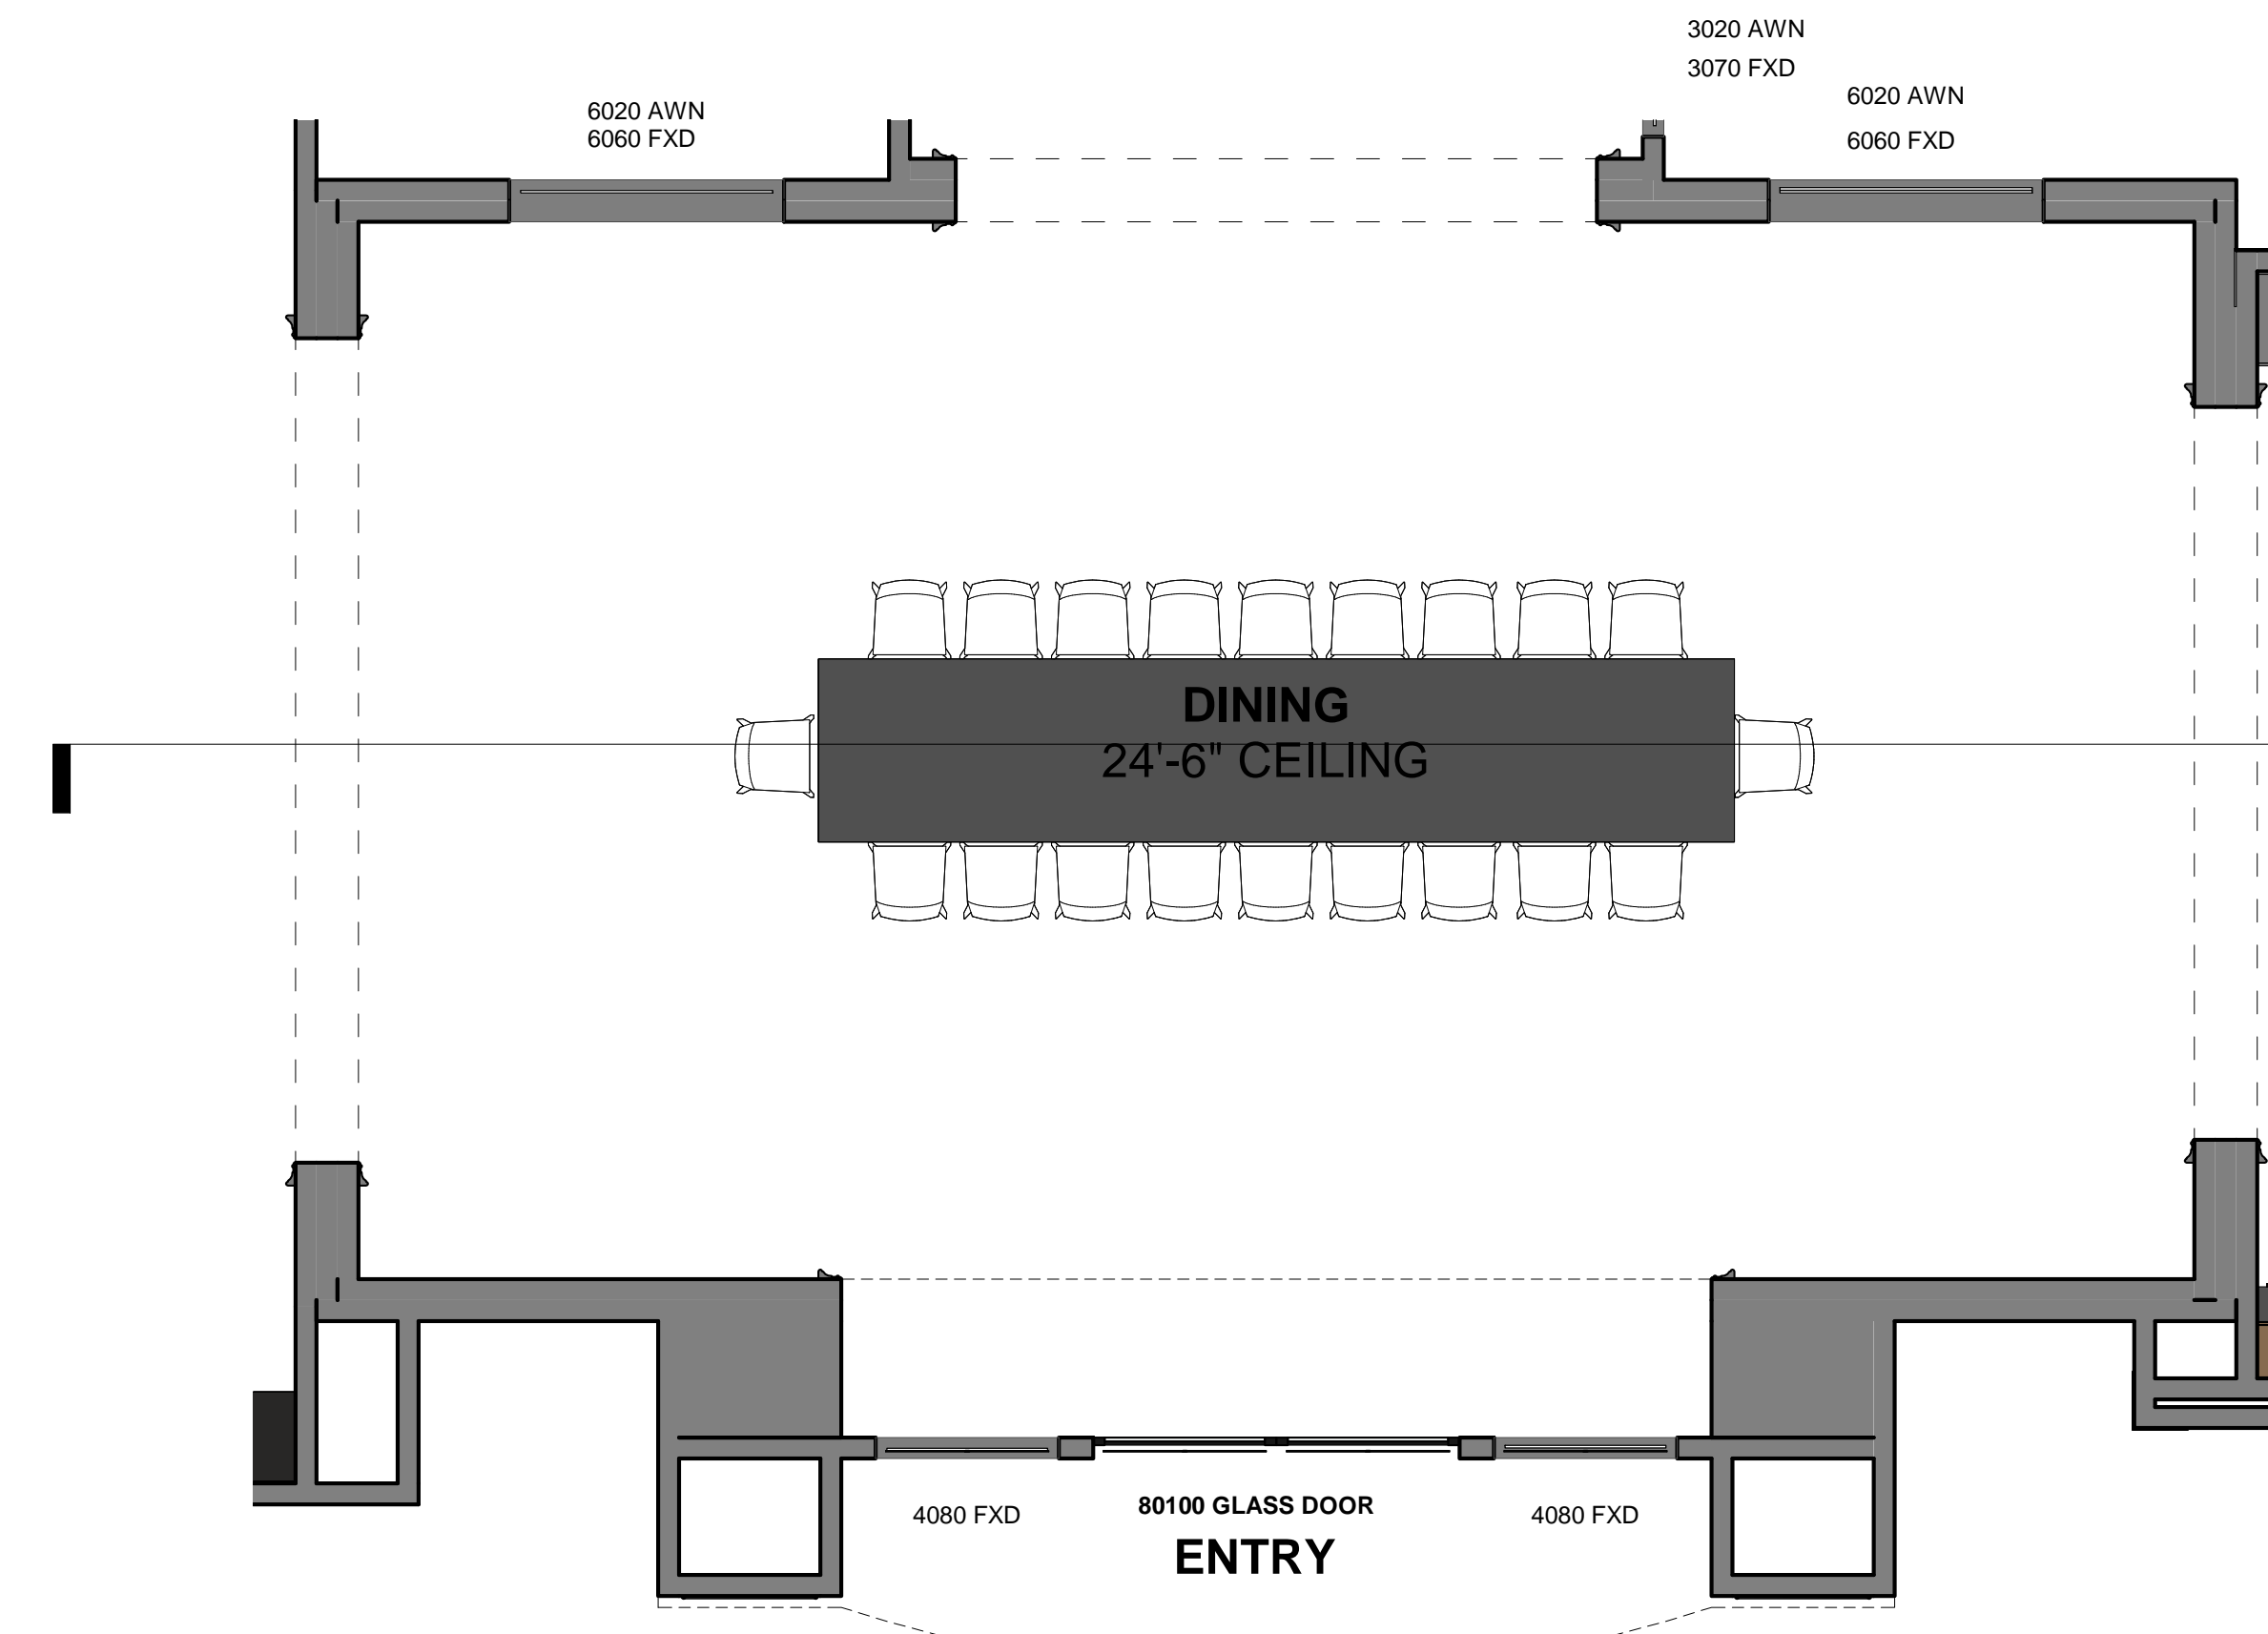 3020 AWN
3070 FXD
6020 AWN
6060 FXD
6020 AWN
6060 FXD
DINING
24'-6" CEILING
4080 FXD
80100 GLASS DOOR
4080 FXD
ENTRY